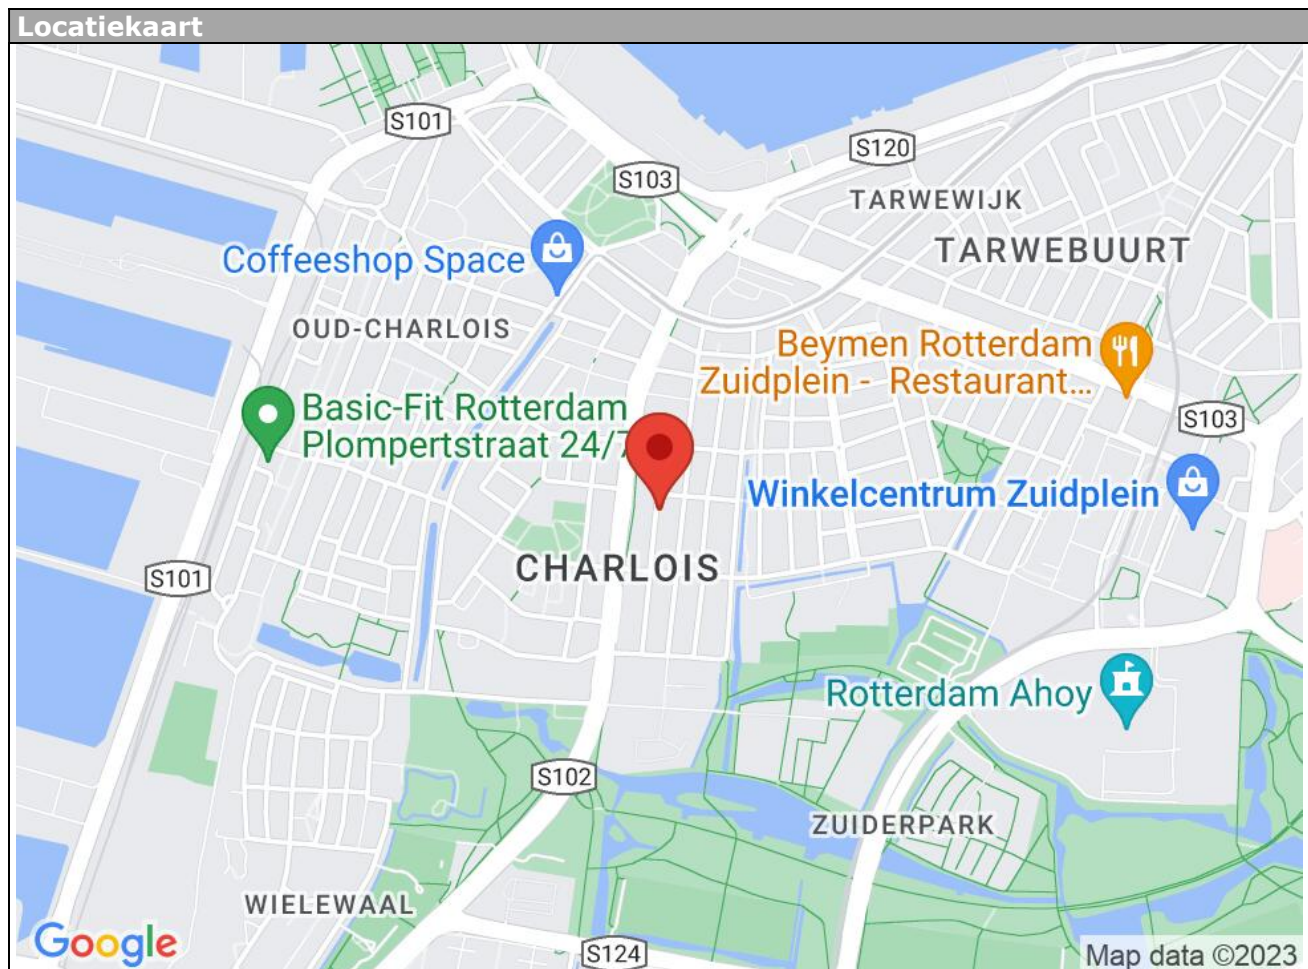 Locatiekaart
S101
S120
S103
TARWEWIJK
TARWEBUURT
Coffeeshop Space
OUD-CHARLOIS
Beymen Rotterdam
Zuidplein - Restaurant...
Basic-Fit Rotterdam
Plompertstraat 24/7
S103
Winkelcentrum Zuidplein
CHARLOIS
S101
Rotterdam Ahoy
S102
ZUIDERPARK
WIELEWAAL
Google
S124
Map data ©2023